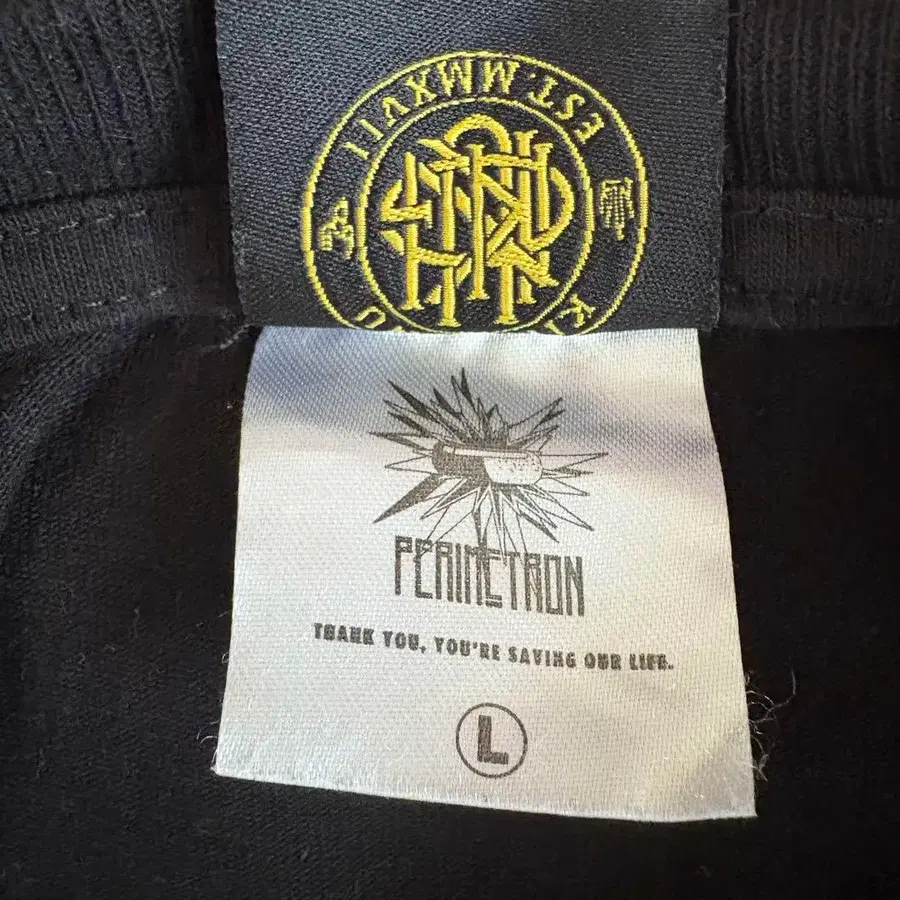 EST. MMXVII
PERIMETRON
THANK YOU, YOU'RE SAVING OUR LIFE.
L